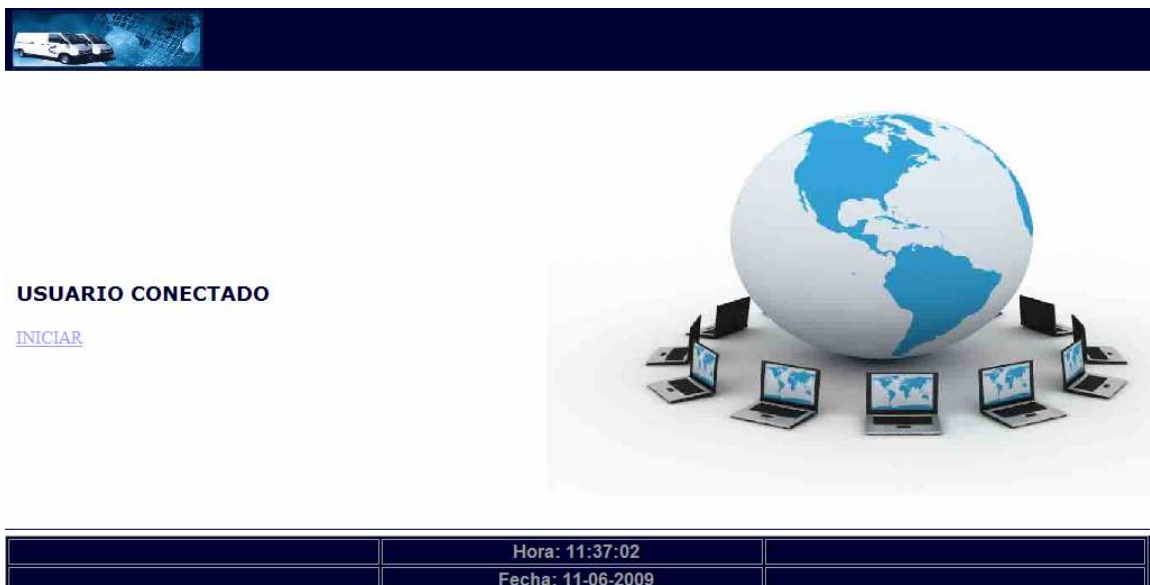 USUARIO CONECTADO
INICIAR
Hora: 11:37:02
Fecha: 11-06-2009